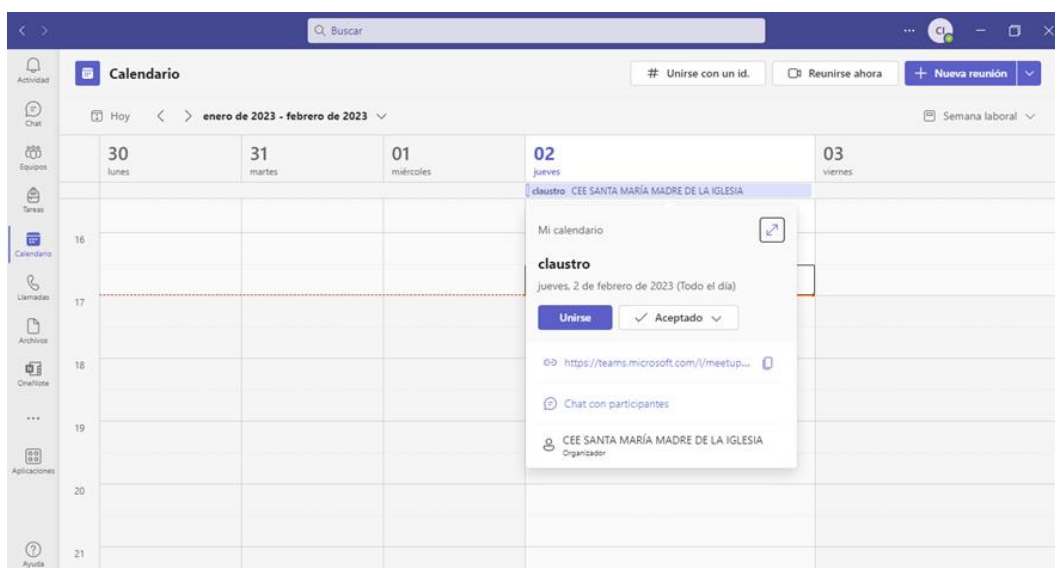 Buscar
CI
Actividad
Chat
Equipos
Tareas
Calendario
Llamadas
Archivos
OneNote
Aplicaciones
Ayuda
Calendario
# Unirse con un id.
Reunirse ahora
+ Nueva reunión
Hoy
enero de 2023 - febrero de 2023
Semana laboral
30
lunes
31
martes
01
miércoles
02
jueves
03
viernes
claustro CEE SANTA MARÍA MADRE DE LA IGLESIA
16
17
18
19
20
21
Mi calendario
claustro
jueves, 2 de febrero de 2023 (Todo el día)
Unirse
Aceptado
https://teams.microsoft.com/l/meetup...
Chat con participantes
CEE SANTA MARÍA MADRE DE LA IGLESIA
Organizador